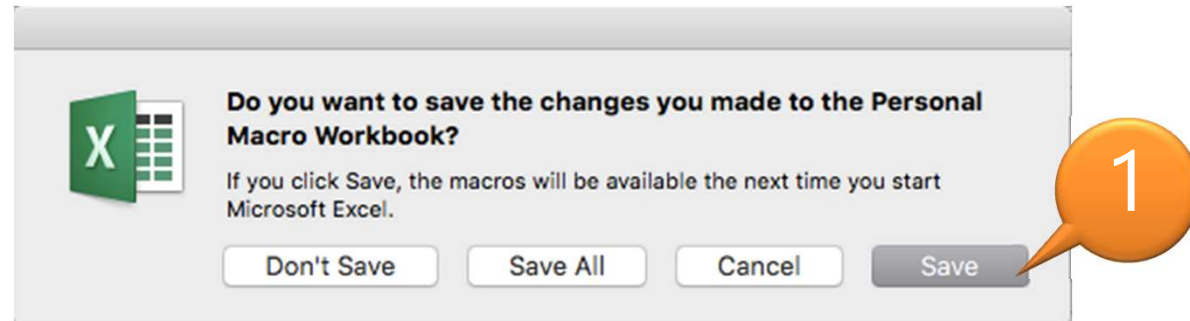 Do you want to save the changes you made to the Personal
Macro Workbook?
If you click Save, the macros will be available the next time you start
Microsoft Excel.
Don't Save Save All Cancel Save
1
X